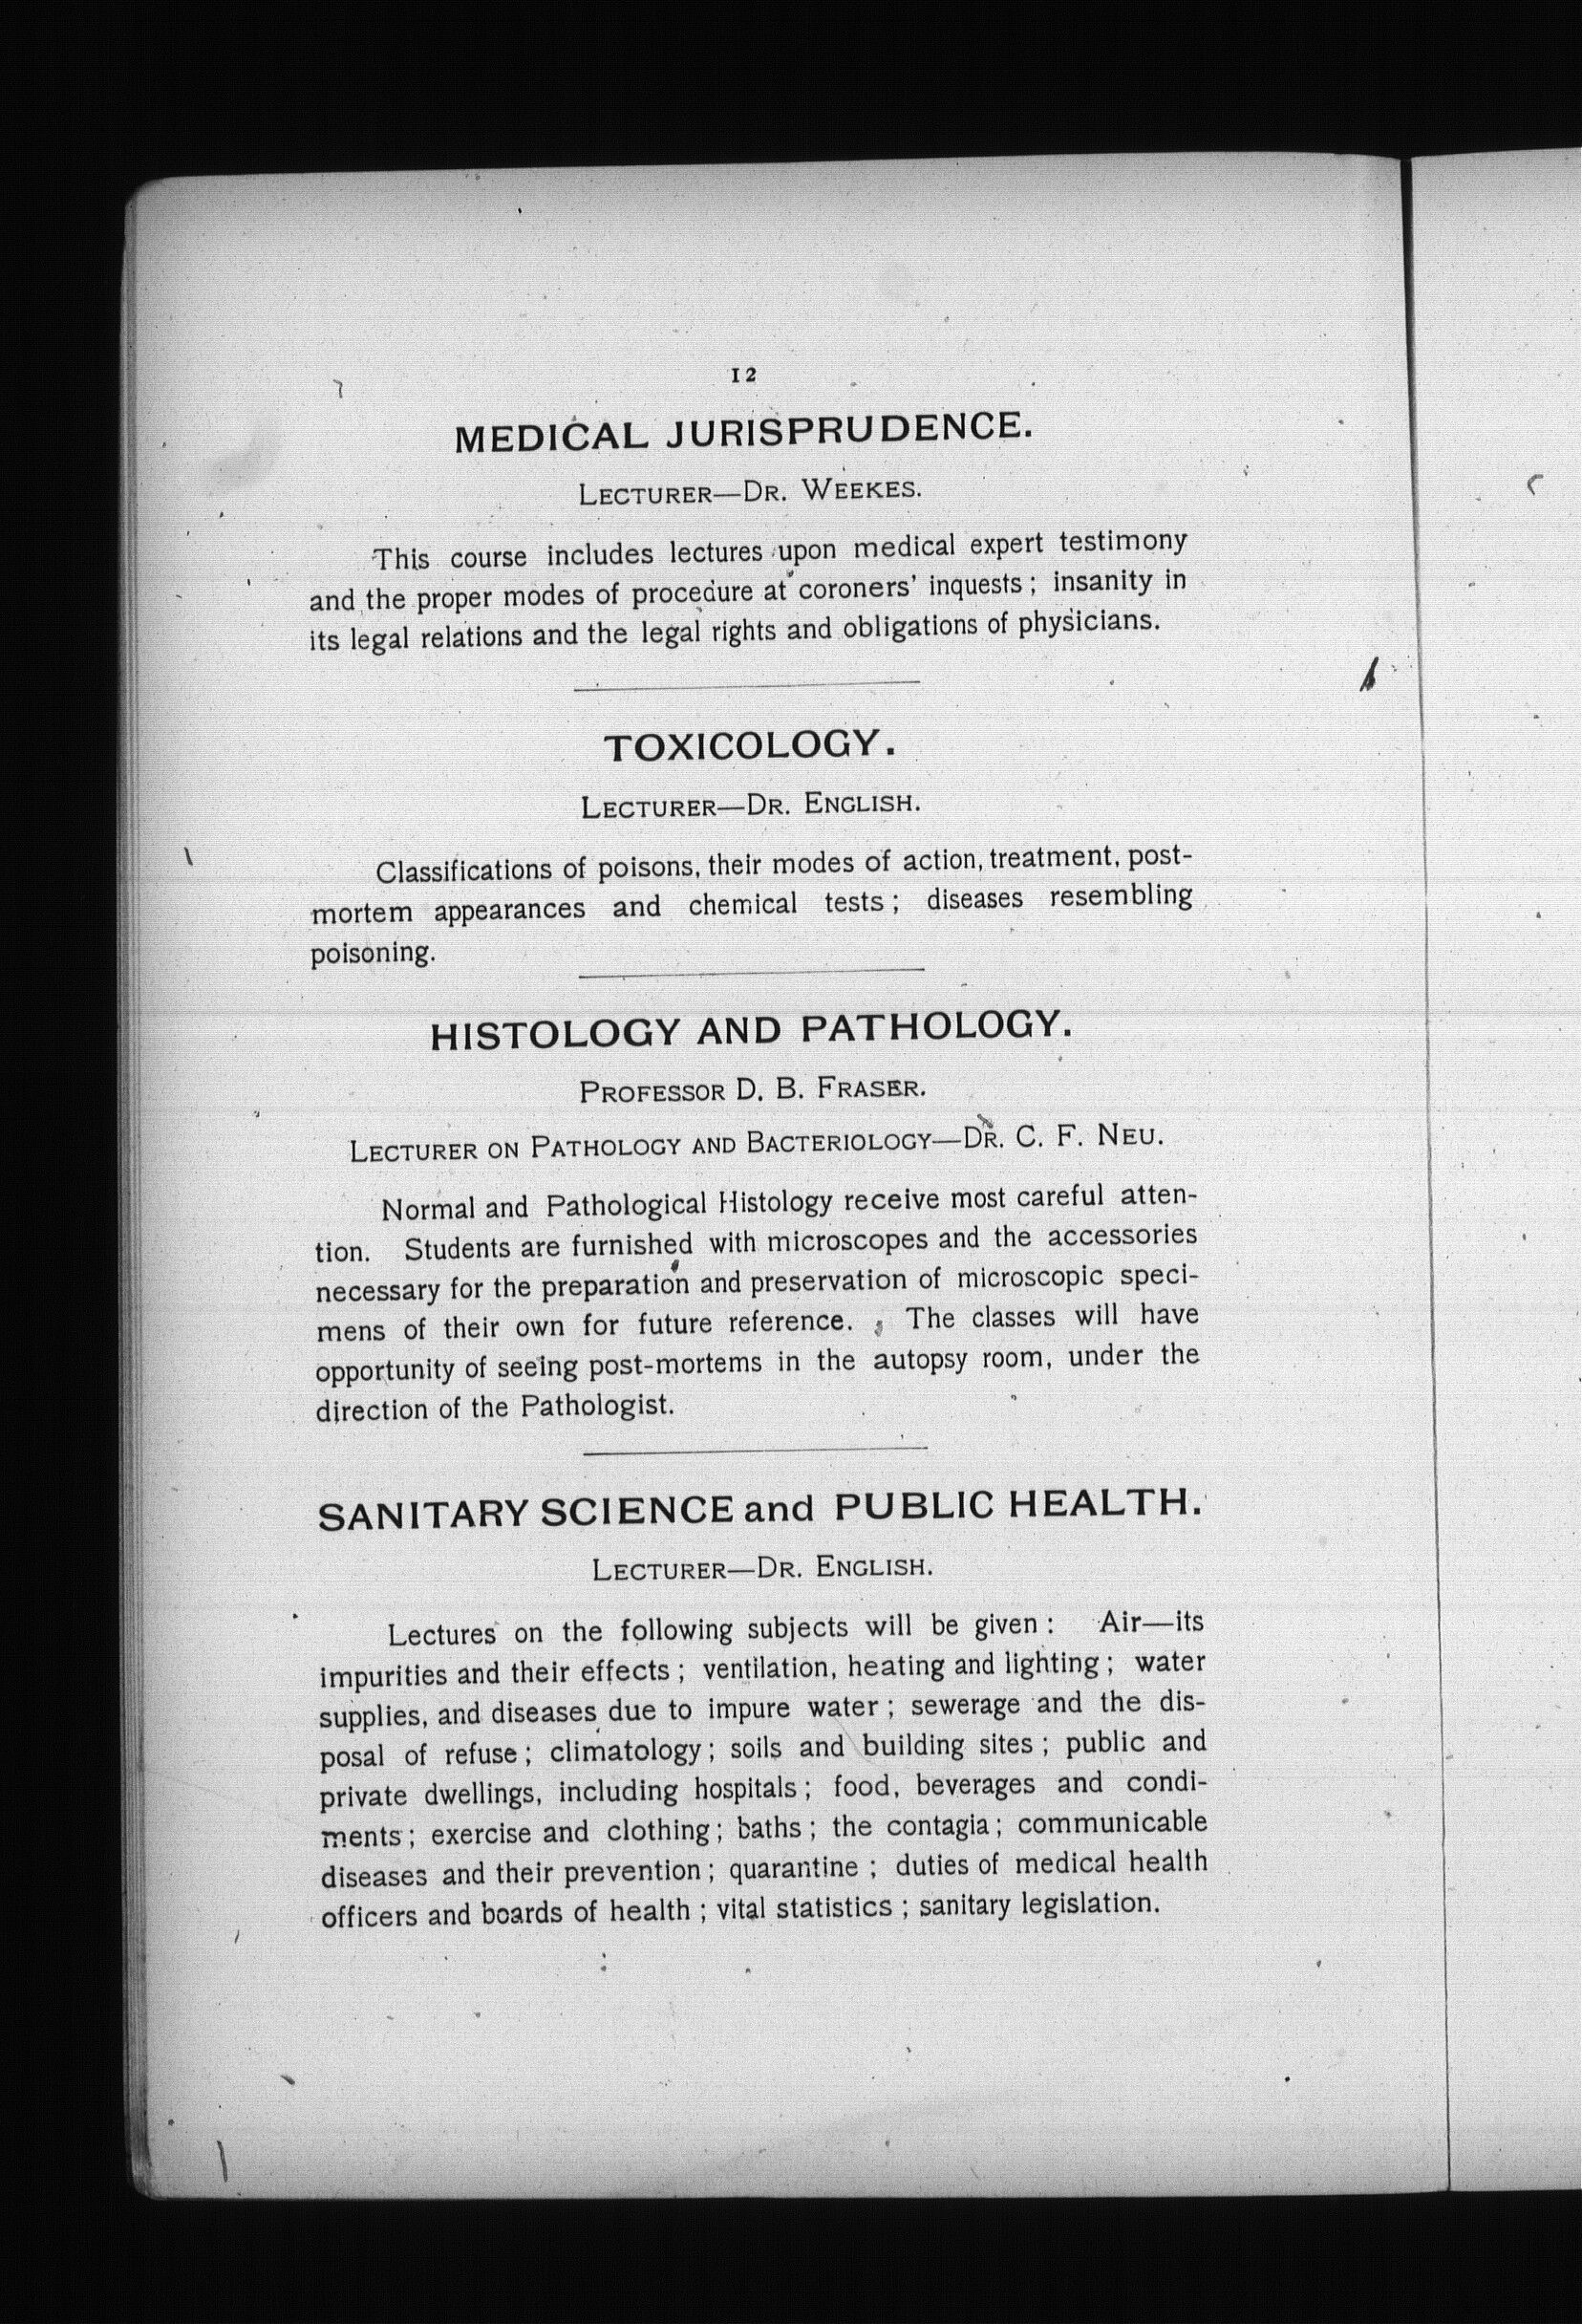 12
MEDICAL JURISPRUDENCE.
LECTURER—DR. WEEKES.
This course includes lectures upon medical expert testimony
and the proper modes of procedure at coroners' inquests; insanity in
its legal relations and the legal rights and obligations of physicians.
TOXICOLOGY.
LECTURER—DR. ENGLISH.
Classifications of poisons, their modes of action, treatment, post-
mortem appearances and chemical tests; diseases resembling
poisoning.
HISTOLOGY AND PATHOLOGY.
PROFESSOR D. B. FRASER.
LECTURER ON PATHOLOGY AND BACTERIOLOGY—DR. C. F. NEU.
Normal and Pathological Histology receive most careful atten-
tion. Students are furnished with microscopes and the accessories
necessary for the preparation and preservation of microscopic speci-
mens of their own for future reference. The classes will have
opportunity of seeing post-mortems in the autopsy room, under the
direction of the Pathologist.
SANITARY SCIENCE and PUBLIC HEALTH.
LECTURER—DR. ENGLISH.
Lectures on the following subjects will be given: Air—its
impurities and their effects; ventilation, heating and lighting; water
supplies, and diseases due to impure water; sewerage and the dis-
posal of refuse; climatology; soils and building sites; public and
private dwellings, including hospitals; food, beverages and condi-
ments; exercise and clothing; baths; the contagia; communicable
diseases and their prevention; quarantine; duties of medical health
officers and boards of health; vital statistics; sanitary legislation.